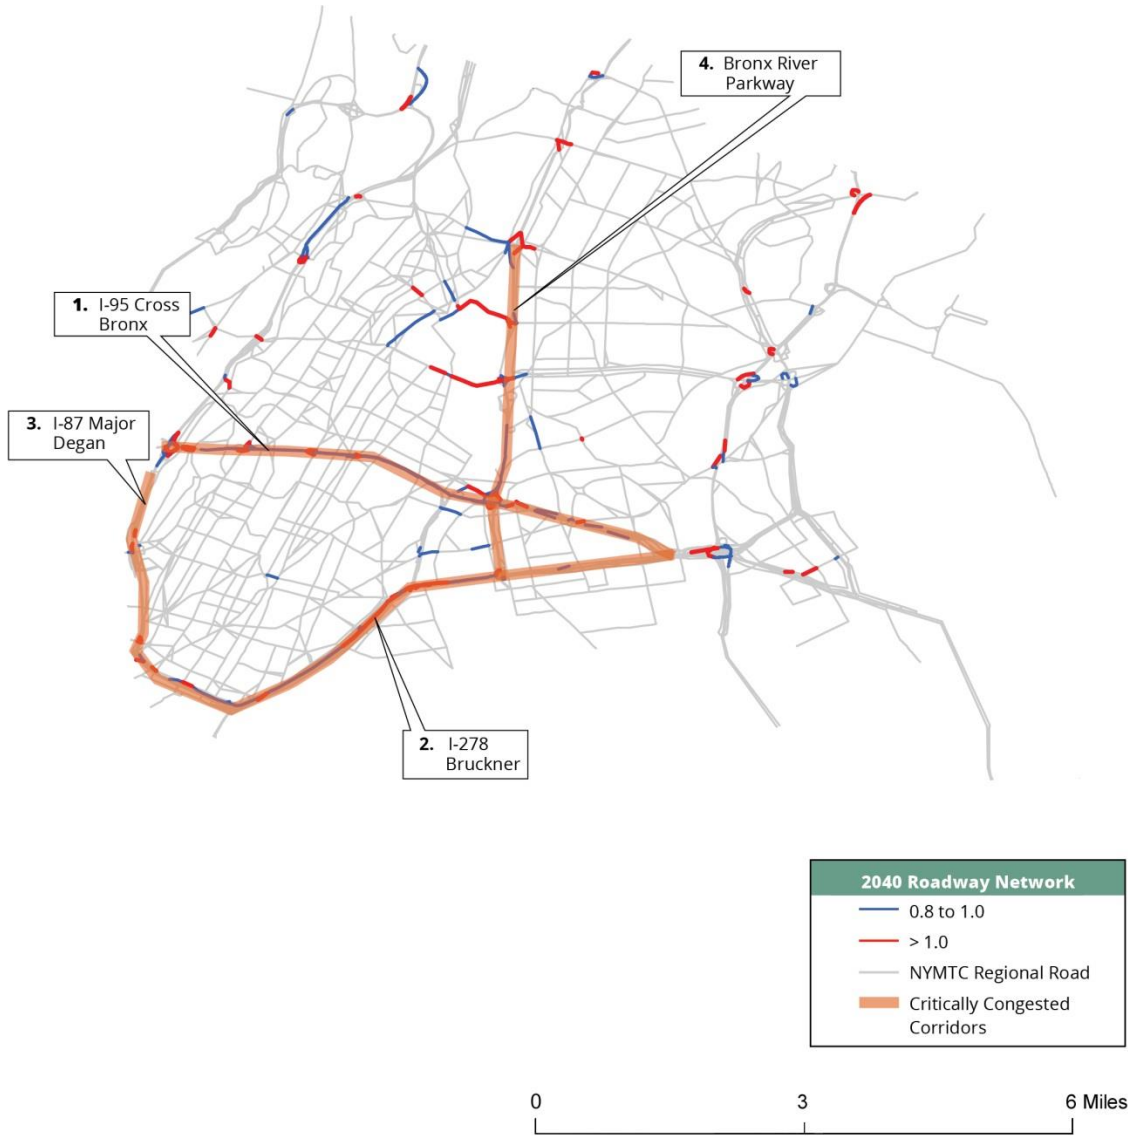 4. Bronx River
Parkway
1. I-95 Cross
Bronx
3. I-87 Major
Degan
2. I-278
Bruckner
2040 Roadway Network
0.8 to 1.0
> 1.0
NYMTC Regional Road
Critically Congested
Corridors
0 3 6 Miles